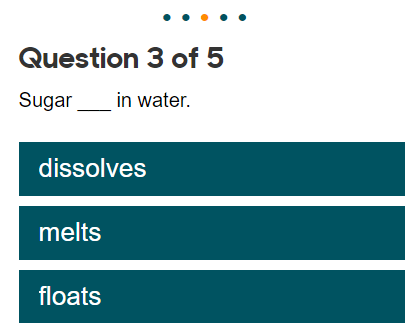 Question 3 of 5
Sugar ___ in water.
dissolves
melts
floats